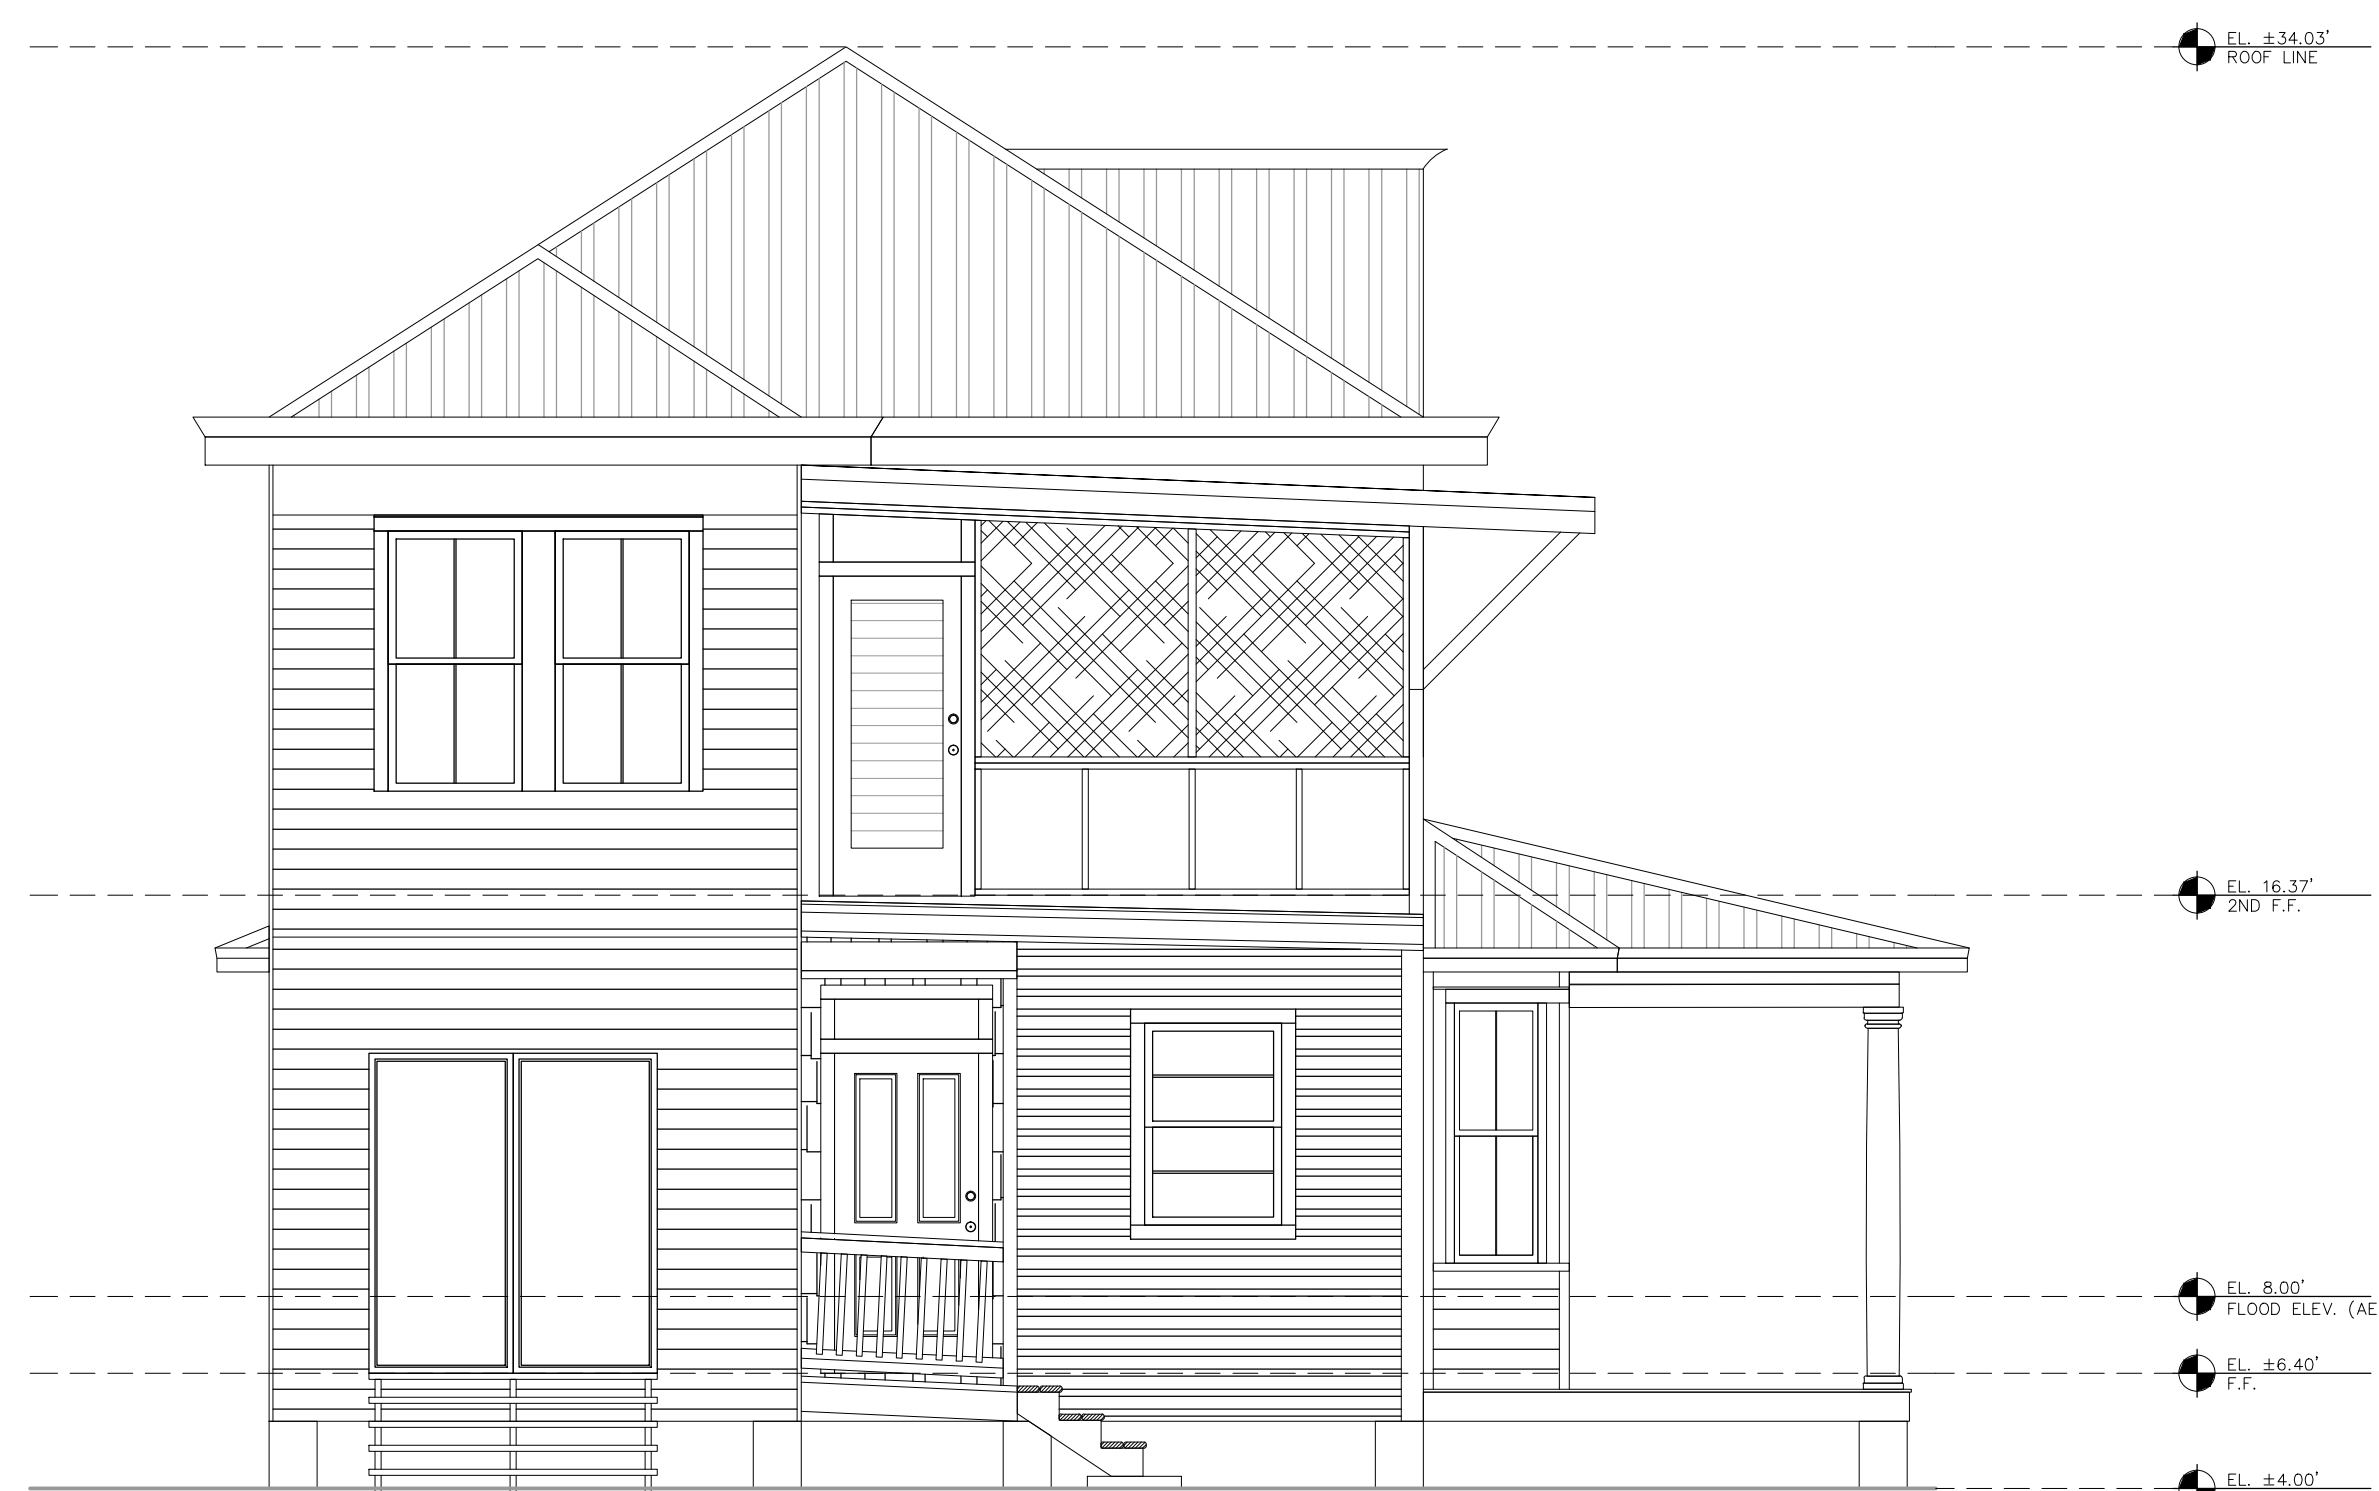 EL. ±34.03'
ROOF LINE
EL. 16.37'
2ND F.F.
EL. 8.00'
FLOOD ELEV. (AE
EL. ±6.40'
F.F.
EL. ±4.00'